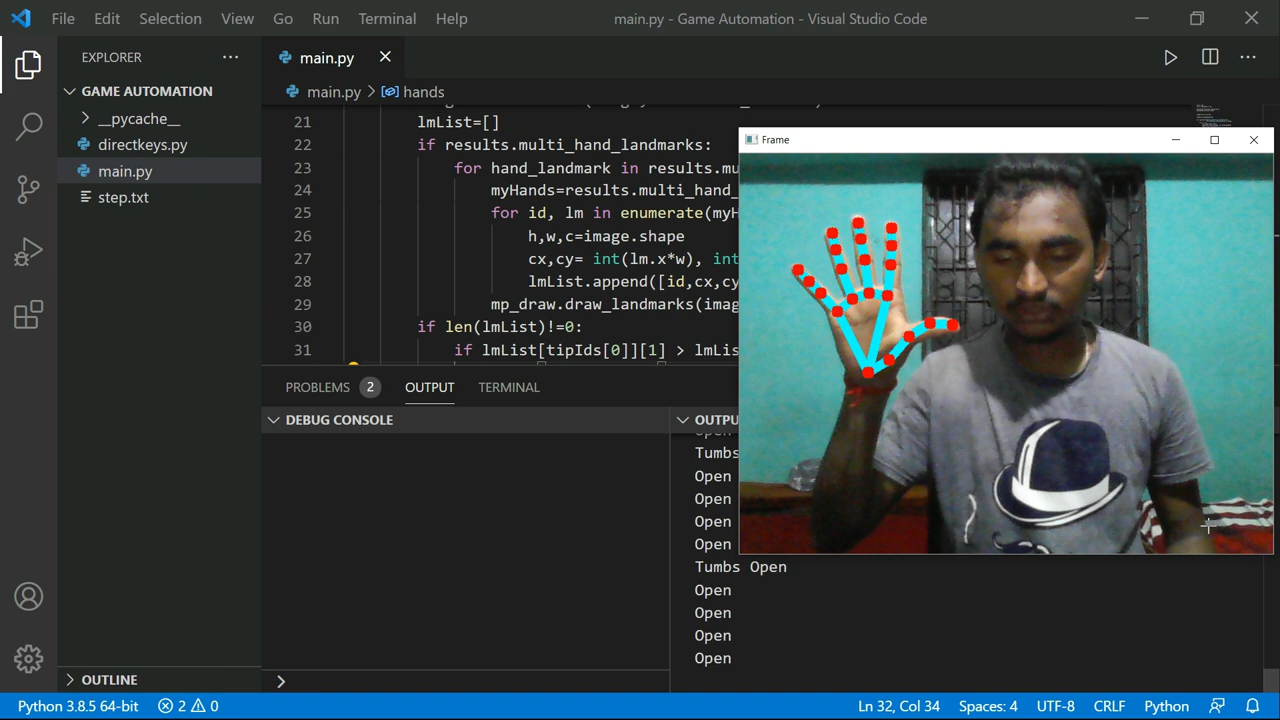 File Edit Selection View Go Run Terminal Help
main.py - Game Automation - Visual Studio Code
EXPLORER
GAME AUTOMATION
__pycache__
directkeys.py
main.py
step.txt
OUTLINE
main.py
main.py > hands
21 lmList=[]
22 if results.multi_hand_landmarks:
23 for hand_landmark in results.mu
24 myHands=results.multi_hand_
25 for id, lm in enumerate(myH
26 h,w,c=image.shape
27 cx,cy= int(lm.x*w), int
28 lmList.append([id,cx,cy
29 mp_draw.draw_landmarks(imag
30 if len(lmList)!=0:
31 if lmList[tipIds[0]][1] > lmLis
Frame
PROBLEMS 2 OUTPUT TERMINAL
DEBUG CONSOLE
OUTPU
Tumbs
Open
Open
Open
Open
Tumbs Open
Open
Open
Open
Open
Python 3.8.5 64-bit 2 0 Ln 32, Col 34 Spaces: 4 UTF-8 CRLF Python